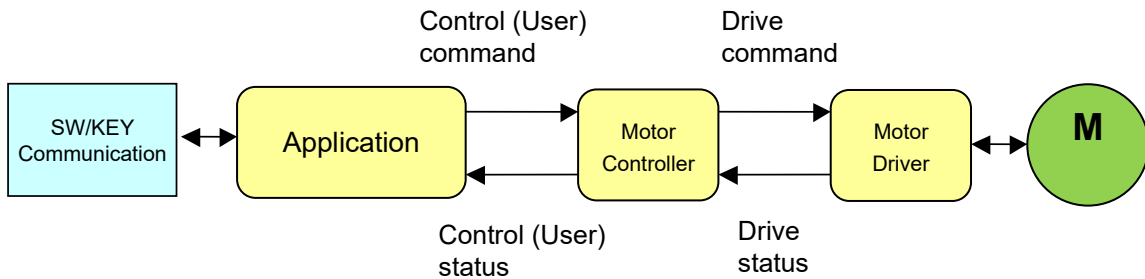 Control (User)
command
Drive
command
SW/KEY
Communication
Application
Motor
Controller
Motor
Driver
M
Control (User)
status
Drive
status